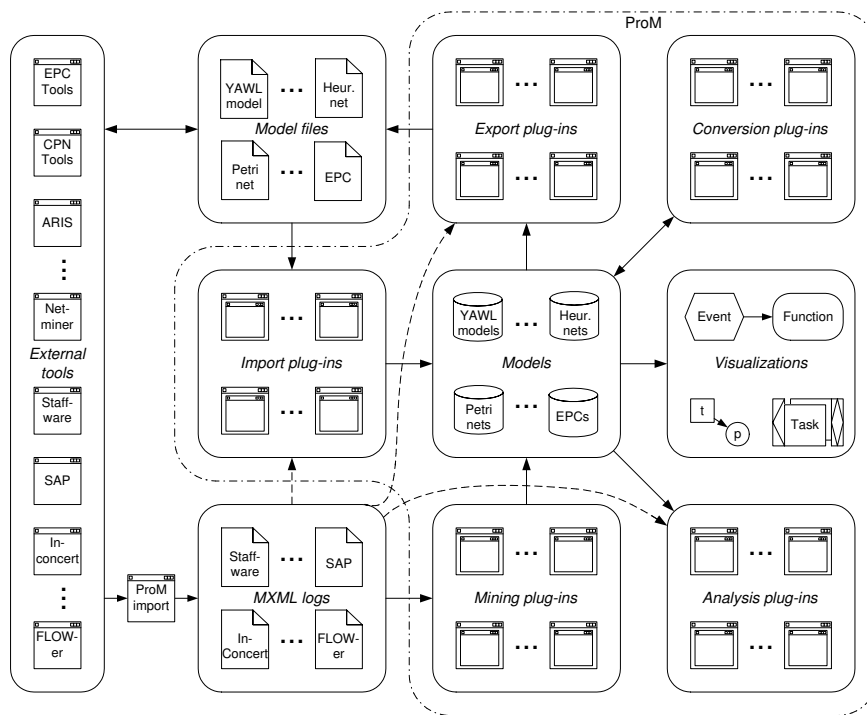 ProM
EPC
Tools
CPN
Tools
ARIS
...
Net-
miner
External
tools
Staff-
ware
SAP
In-
concert
...
FLOW-
er
YAWL
model
...
Heur.
net
Model files
Petri
net
...
EPC
...
Export plug-ins
...
...
Conversion plug-ins
...
...
Import plug-ins
...
YAWL
models
...
Heur.
nets
Models
Petri
nets
...
EPCs
Event
Function
Visualizations
t
p
Task
ProM
import
Staff-
ware
...
SAP
MXML logs
In-
Concert
...
FLOW-
er
...
Mining plug-ins
...
...
Analysis plug-ins
...